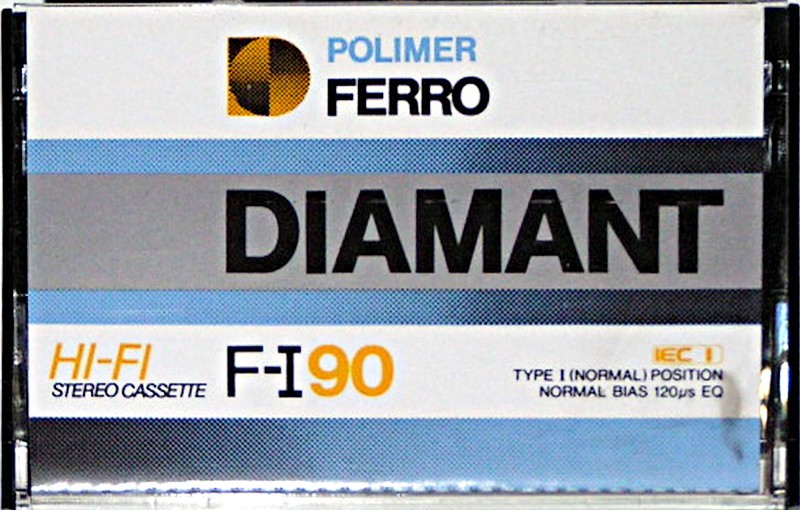 POLIMER
FERRO
DIAMANT
HI-FI
STEREO CASSETTE
F-I 90
IEC I
TYPE I (NORMAL) POSITION
NORMAL BIAS 120µs EQ